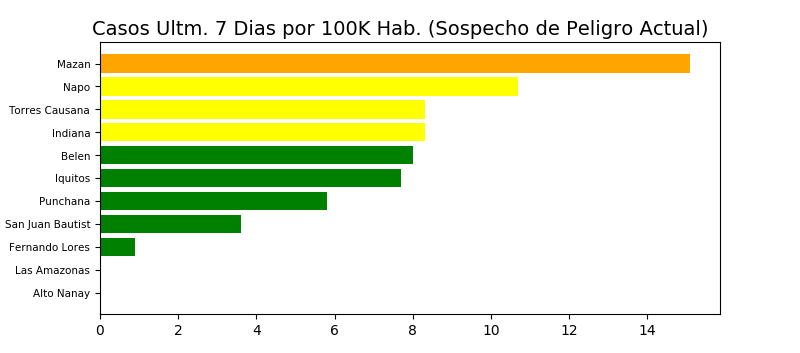 Casos Ultm. 7 Dias por 100K Hab. (Sospecho de Peligro Actual)
Mazan
Napo
Torres Causana
Indiana
Belen
Iquitos
Punchana
San Juan Bautist
Fernando Lores
Las Amazonas
Alto Nanay
0 2 4 6 8 10 12 14